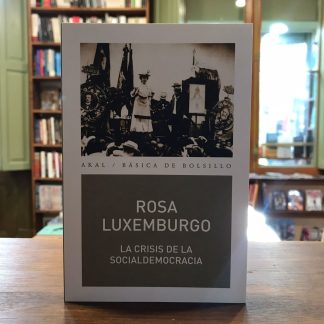 AKAL / BÁSICA DE BOLSILLO
ROSA
LUXEMBURGO
LA CRISIS DE LA
SOCIALDEMOCRACIA